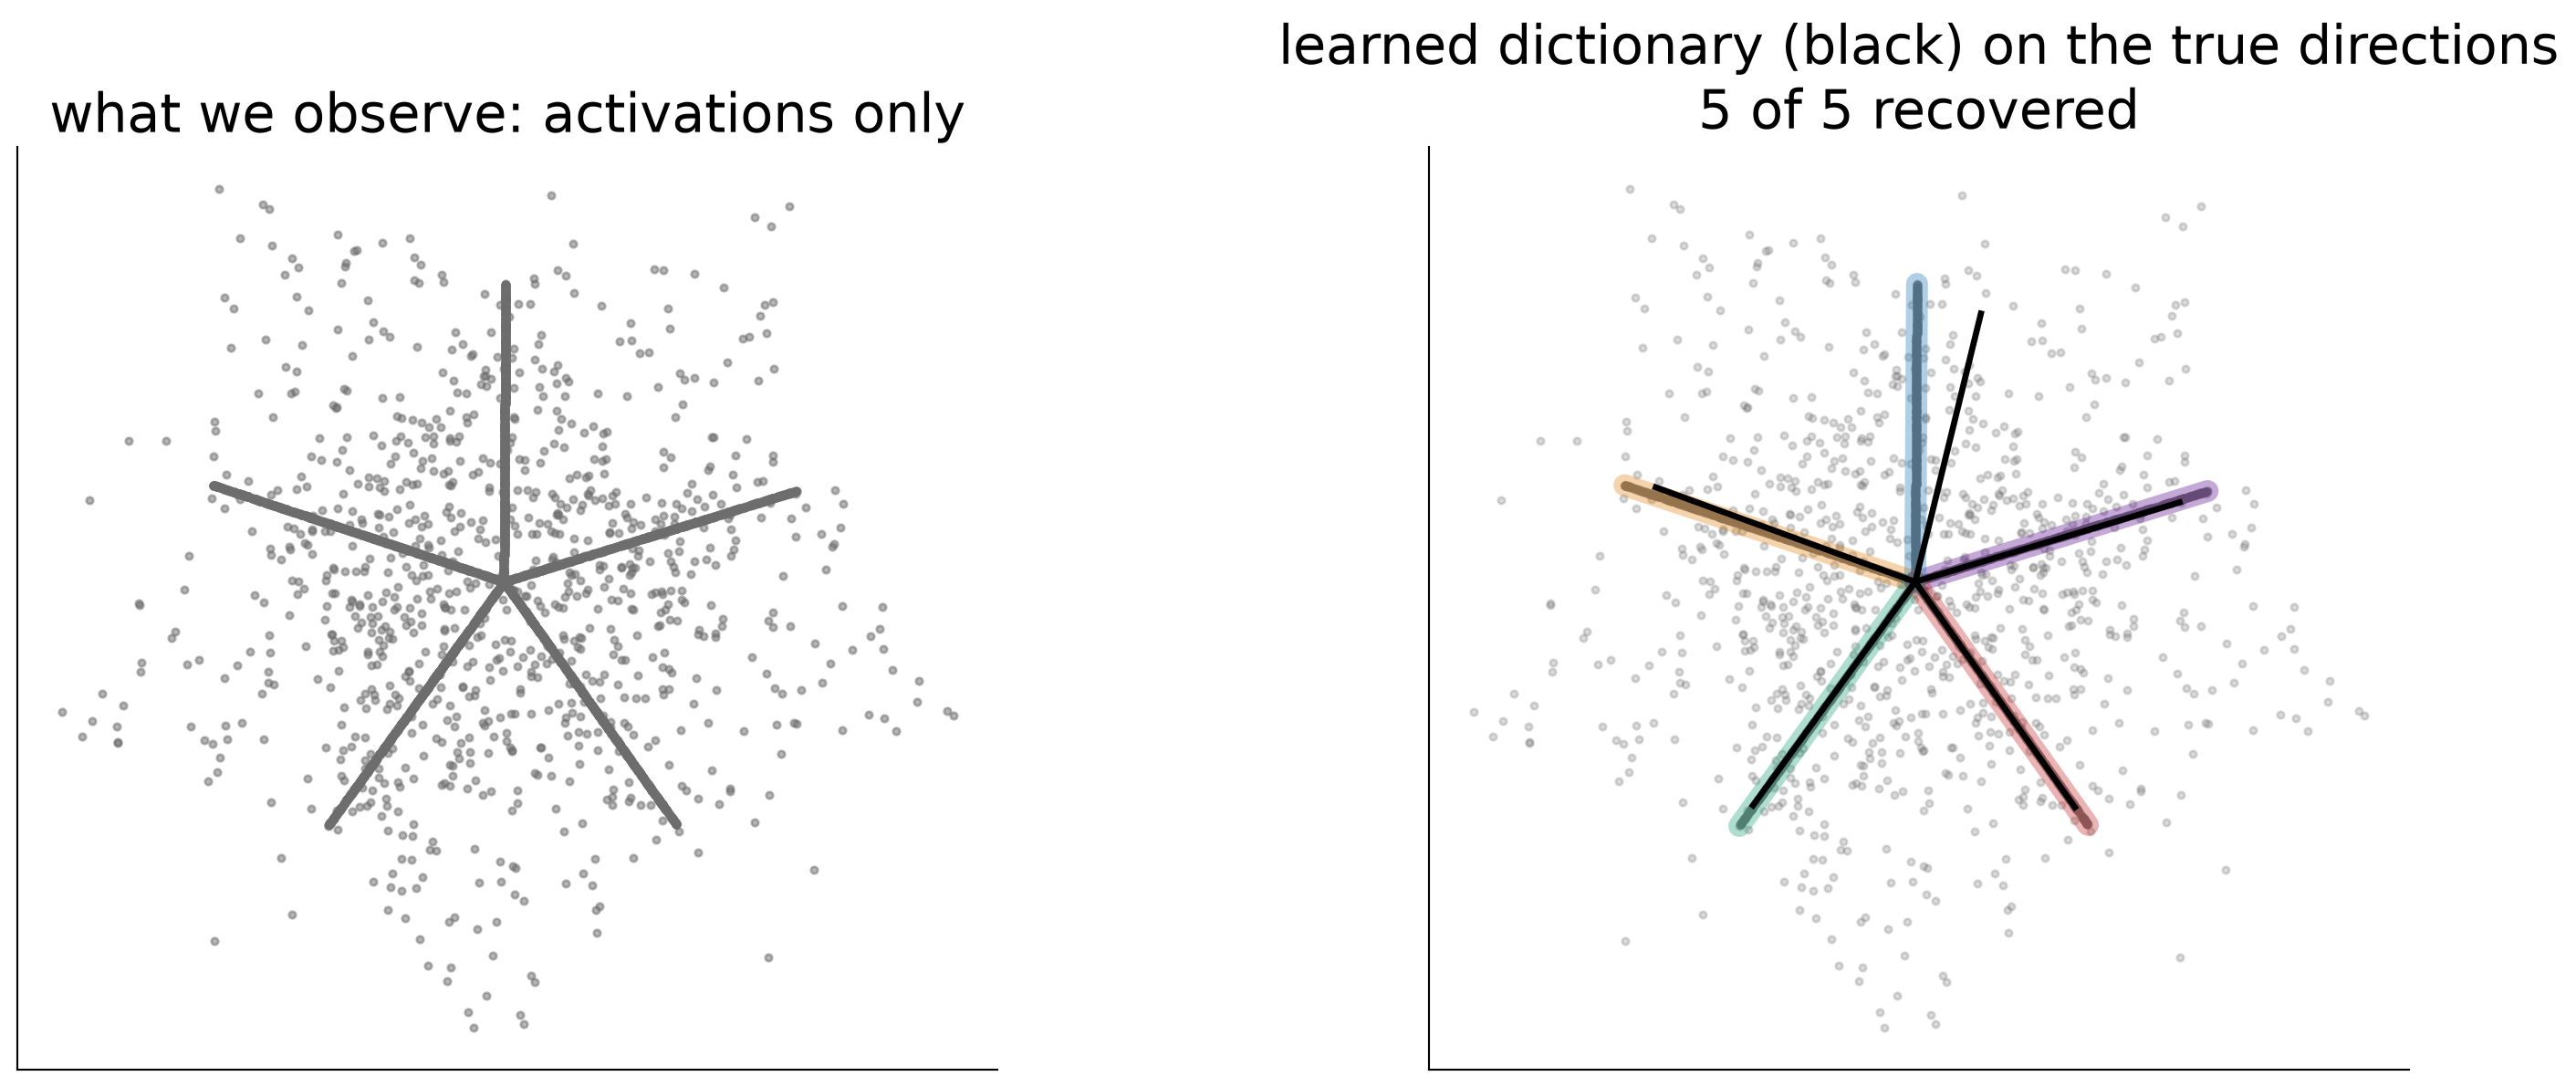 what we observe: activations only
learned dictionary (black) on the true directions
5 of 5 recovered